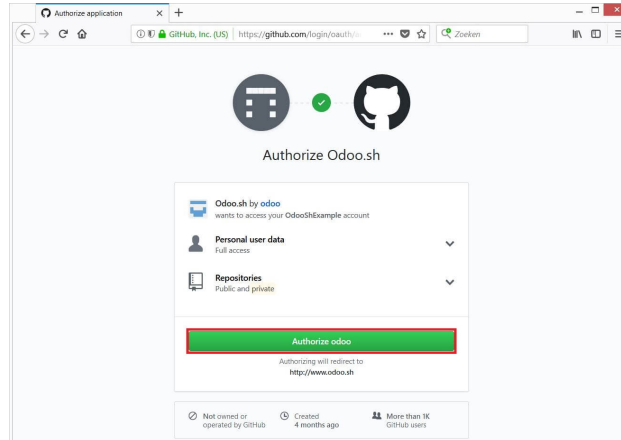 Authorize application
GitHub, Inc. (US) https://github.com/login/oauth/
Zoeken
Authorize Odoo.sh
Odoo.sh by odoo
wants to access your OdooShExample account
Personal user data
Full access
Repositories
Public and private
Authorize odoo
Authorizing will redirect to
http://www.odoo.sh
Not owned or
operated by GitHub
Created
4 months ago
More than 1K
GitHub users